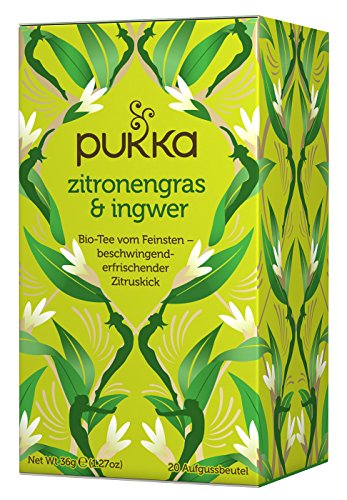 pukka
zitronengras
& ingwer
Bio-Tee vom Feinsten –
beschwingend-
erfrischender
Zitruskick
Net Wt 36g ℮ (1.27oz)
20 Aufgussbeutel